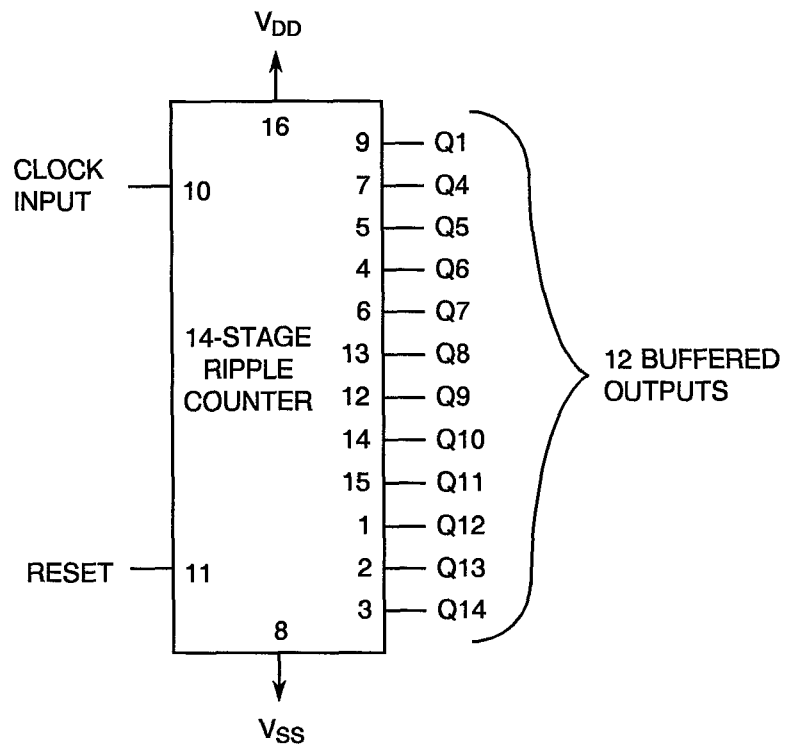 VDD
16
9 Q1
CLOCK
INPUT
10
7 Q4
5 Q5
4 Q6
6 Q7
14-STAGE
RIPPLE
COUNTER
13 Q8
12 Q9
14 Q10
15 Q11
1 Q12
2 Q13
3 Q14
12 BUFFERED
OUTPUTS
RESET
11
8
VSS